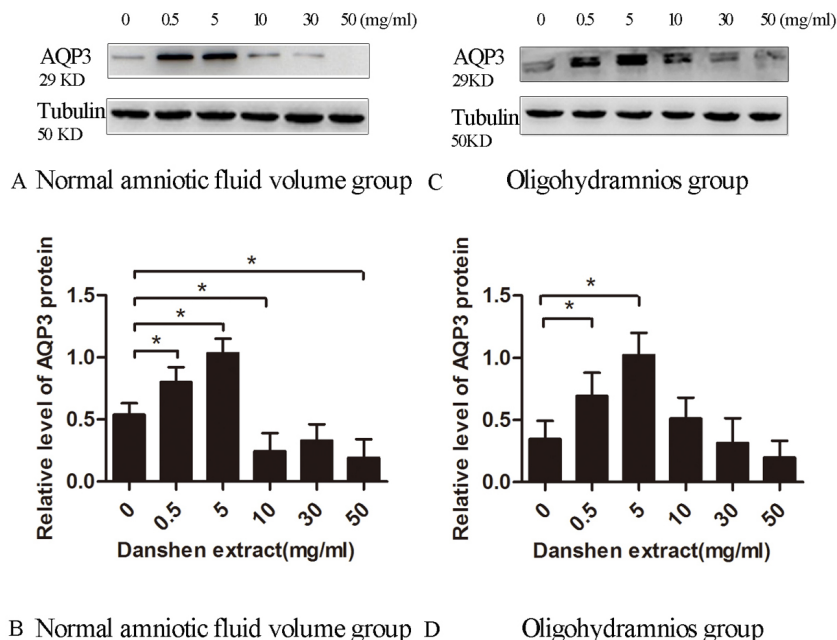 0 0.5 5 10 30 50 (mg/ml)
AQP3
29 KD
Tubulin
50 KD
A Normal amniotic fluid volume group
0 0.5 5 10 30 50 (mg/ml)
AQP3
29KD
Tubulin
50KD
C Oligohydramnios group
Relative level of AQP3 protein
1.5
1.0
0.5
0.0
* * * *
0 0.5 5 10 30 50
Danshen extract(mg/ml)
B Normal amniotic fluid volume group
Relative level of AQP3 protein
1.5
1.0
0.5
0.0
* *
0 0.5 5 10 30 50
Danshen extract(mg/ml)
D Oligohydramnios group